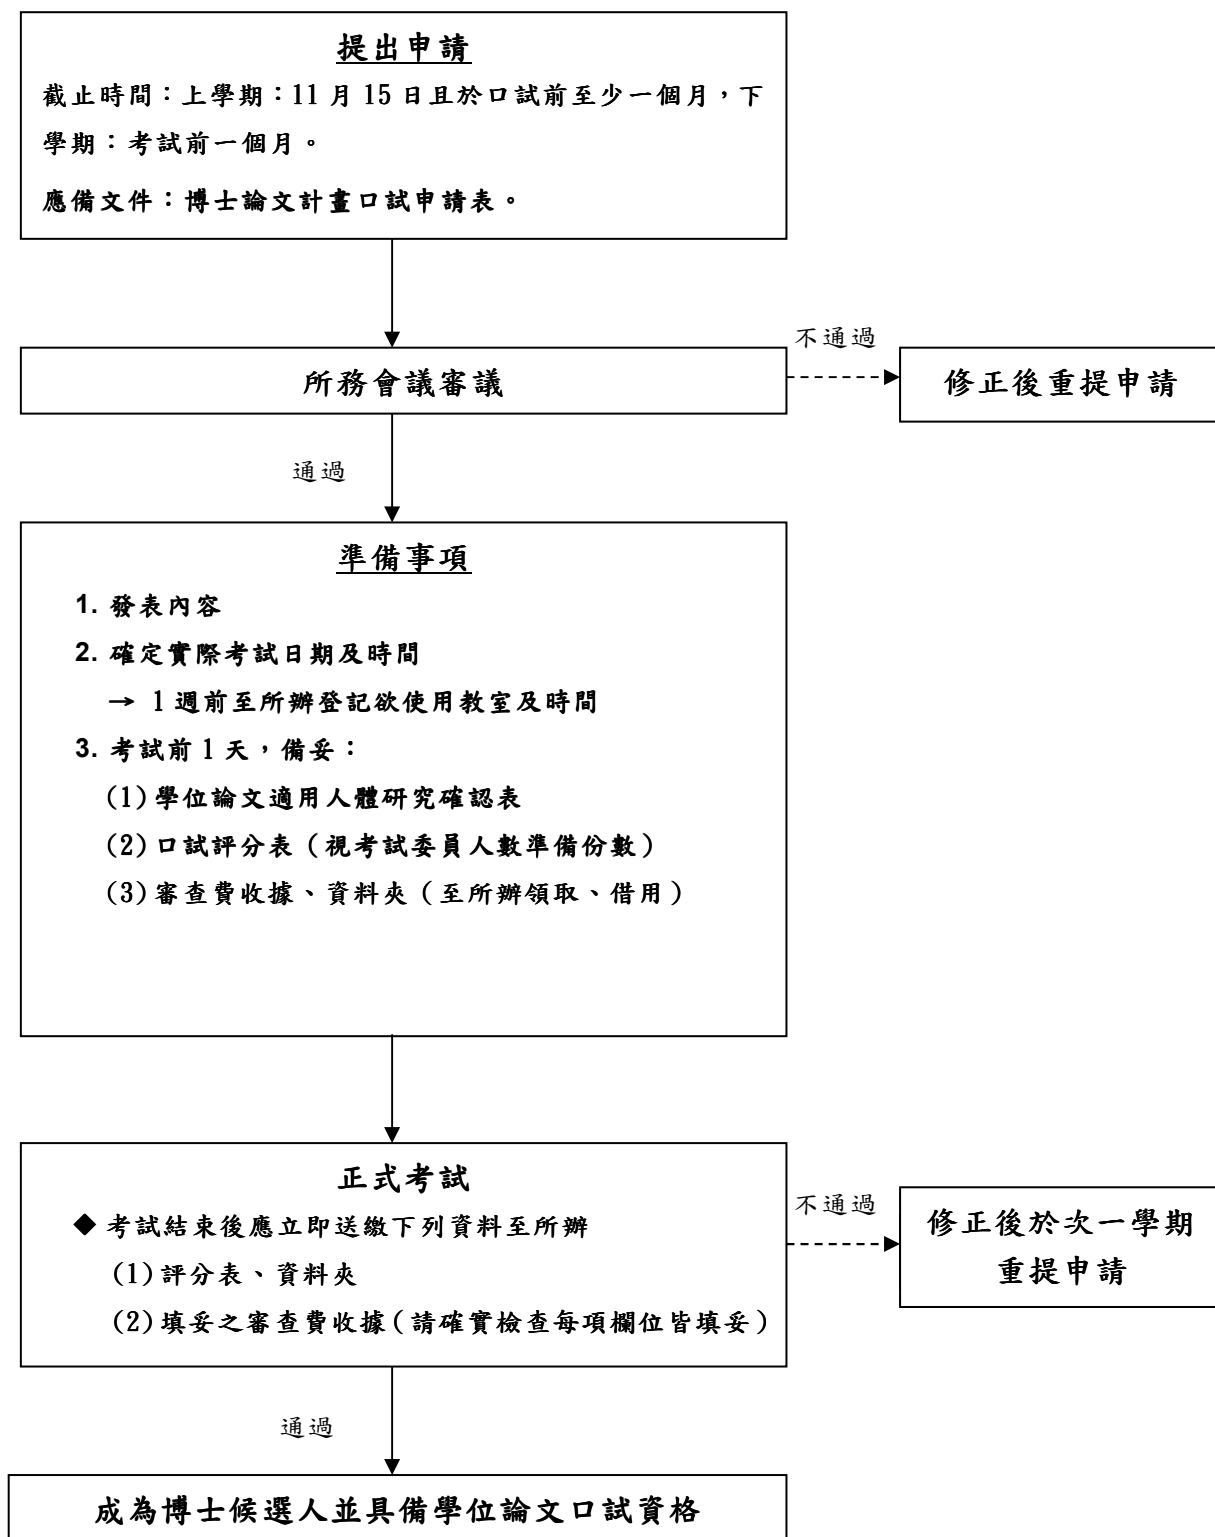 提出申請
截止時間：上學期：11 月 15 日且於口試前至少一個月，下
學期：考試前一個月。
應備文件：博士論文計畫口試申請表。
不通過
所務會議審議
修正後重提申請
通過
準備事項
1. 發表內容
2. 確定實際考試日期及時間
→ 1 週前至所辦登記欲使用教室及時間
3. 考試前 1 天，備妥：
(1)學位論文適用人體研究確認表
(2)口試評分表（視考試委員人數準備份數）
(3)審查費收據、資料夾（至所辦領取、借用）
正式考試
◆ 考試結束後應立即送繳下列資料至所辦
(1)評分表、資料夾
(2)填妥之審查費收據(請確實檢查每項欄位皆填妥)
不通過
修正後於次一學期
重提申請
通過
成為博士候選人並具備學位論文口試資格